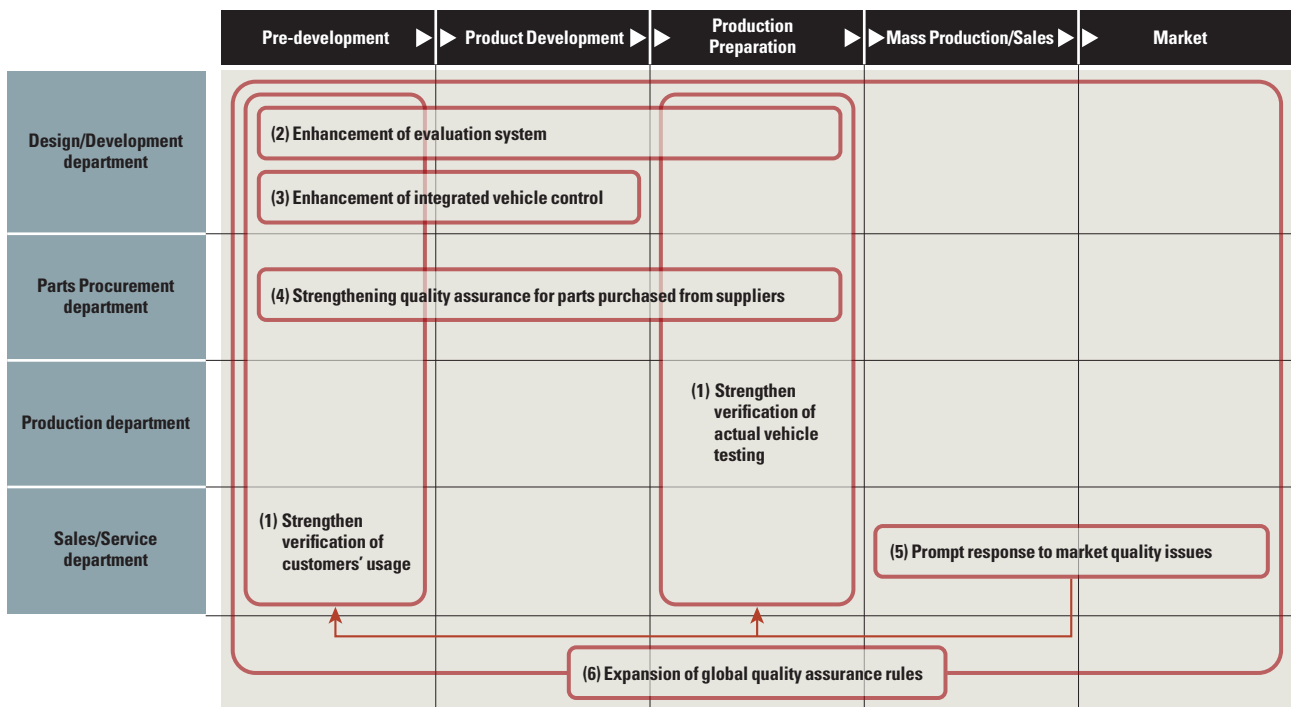 Pre-development
Product Development
Production
Preparation
Mass Production/Sales
Market
Design/Development
department
(2) Enhancement of evaluation system
(3) Enhancement of integrated vehicle control
Parts Procurement
department
(4) Strengthening quality assurance for parts purchased from suppliers
Production department
(1) Strengthen
verification of
actual vehicle
testing
Sales/Service
department
(1) Strengthen
verification of
customers’ usage
(5) Prompt response to market quality issues
(6) Expansion of global quality assurance rules